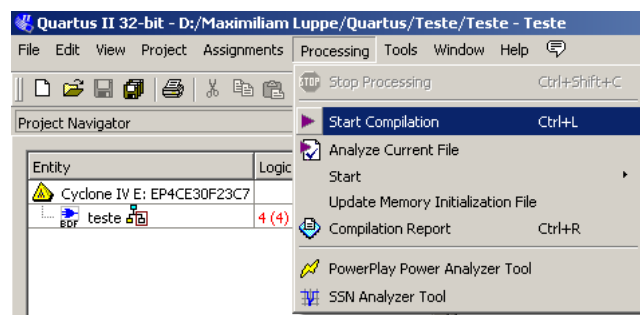 Quartus II 32-bit - D:/Maximiliam Luppe/Quartus/Teste/Teste - Teste
File Edit View Project Assignments Processing Tools Window Help
Stop Processing Ctrl+Shift+C
Project Navigator
Start Compilation Ctrl+L
Analyze Current File
Entity Logic
Start
Cyclone IV E: EP4CE30F23C7
Update Memory Initialization File
BDF teste 4 (4)
Compilation Report Ctrl+R
PowerPlay Power Analyzer Tool
SSN Analyzer Tool